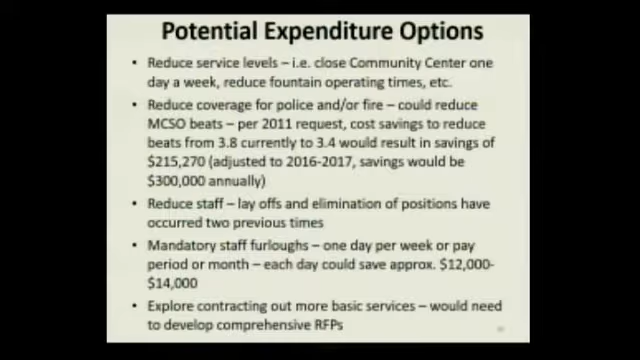 Potential Expenditure Options
• Reduce service levels – i.e. close Community Center one
day a week, reduce fountain operating times, etc.
• Reduce coverage for police and/or fire – could reduce
MCSO beats – per 2011 request, cost savings to reduce
beats from 3.8 currently to 3.4 would result in savings of
$215,270 (adjusted to 2016-2017, savings would be
$300,000 annually)
• Reduce staff – lay offs and elimination of positions have
occurred two previous times
• Mandatory staff furloughs – one day per week or pay
period or month – each day could save approx. $12,000-
$14,000
• Explore contracting out more basic services – would need
to develop comprehensive RFPs